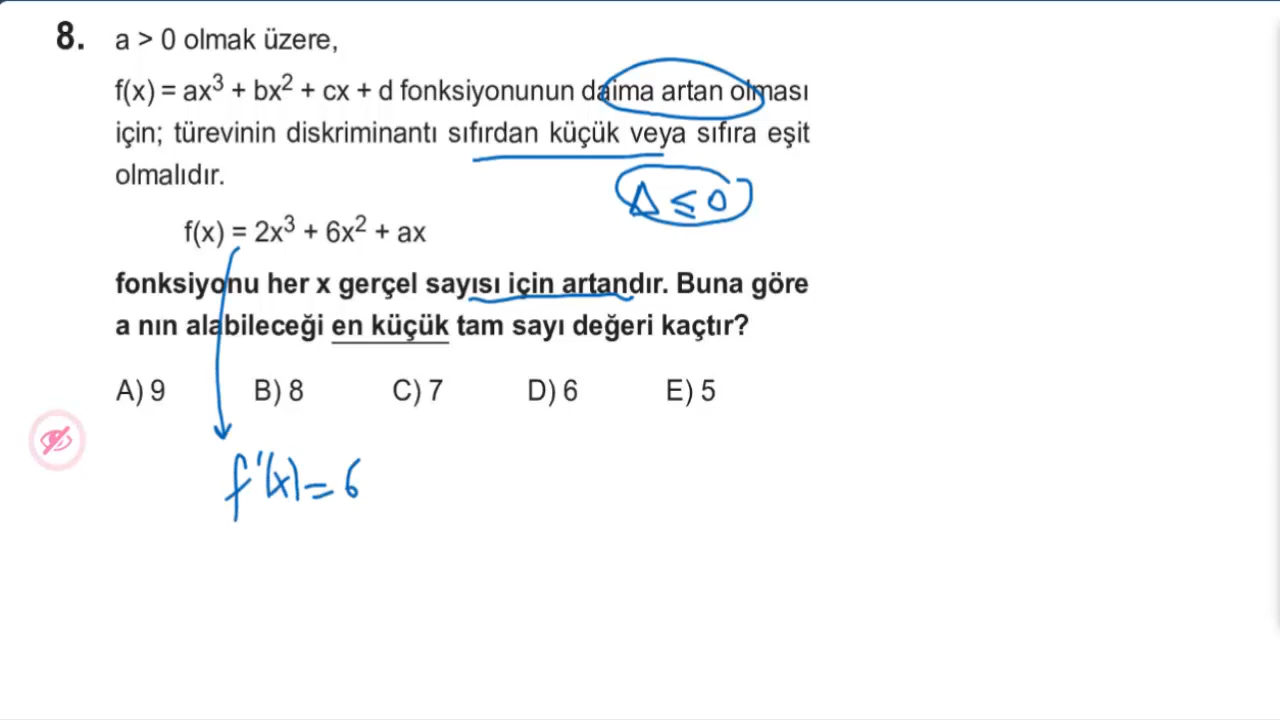 8. a > 0 olmak üzere,
f(x) = ax³ + bx² + cx + d fonksiyonunun daima artan olması
için; türevinin diskriminantı sıfırdan küçük veya sıfıra eşit
olmalıdır.
Δ ≤ 0
f(x) = 2x³ + 6x² + ax
fonksiyonu her x gerçel sayısı için artandır. Buna göre
a nın alabileceği en küçük tam sayı değeri kaçtır?
A) 9 B) 8 C) 7 D) 6 E) 5
f'(x) = 6